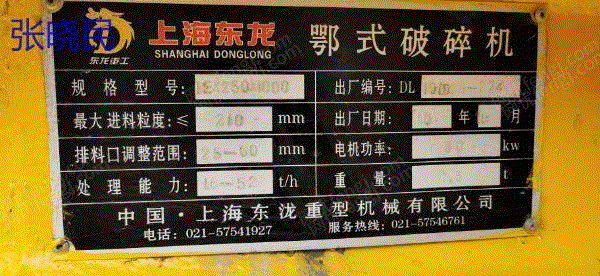 张晓
上海东龙
SHANGHAI DONGLONG
东龙重工
鄂式破碎机
规格型号:
出厂编号: DL
最大进料粒度:≤ 210 mm
出厂日期: 年 月
排料口调整范围: 25-60 mm
电机功率: kw
处理能力: t/h
重量: t
中国·上海东泷重型机械有限公司
电话: 021-57541927 服务热线: 021-57546761